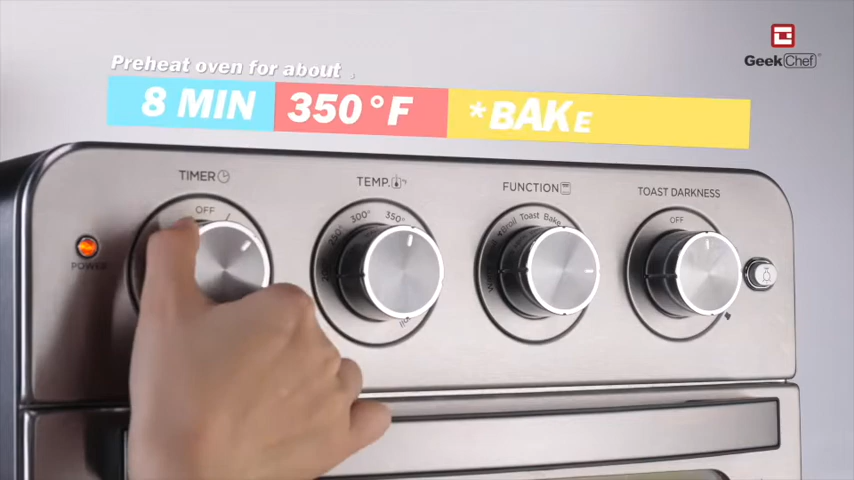 GeekChef
Preheat oven for about
8 MIN 350°F *BAKE
TIMER
TEMP.
FUNCTION
TOAST DARKNESS
OFF
250° 300° 350°
Broil Toast Bake
OFF
POWER